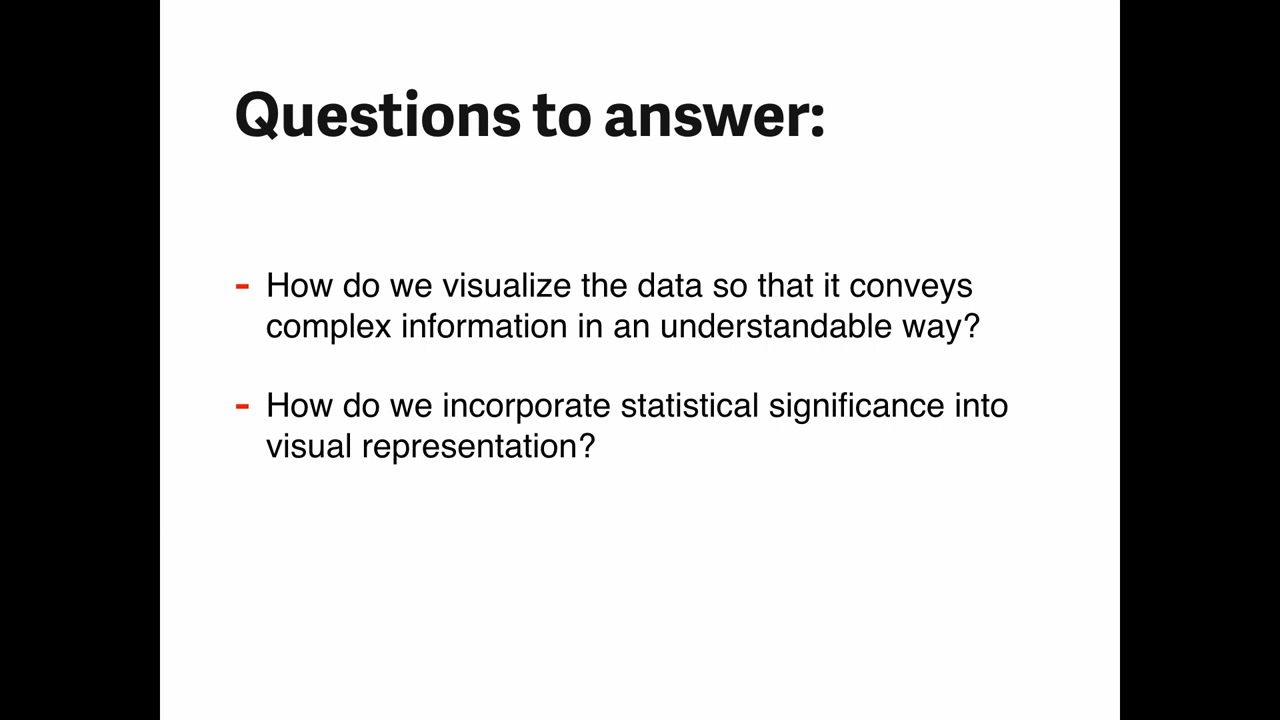 Questions to answer:
- How do we visualize the data so that it conveys
complex information in an understandable way?
- How do we incorporate statistical significance into
visual representation?